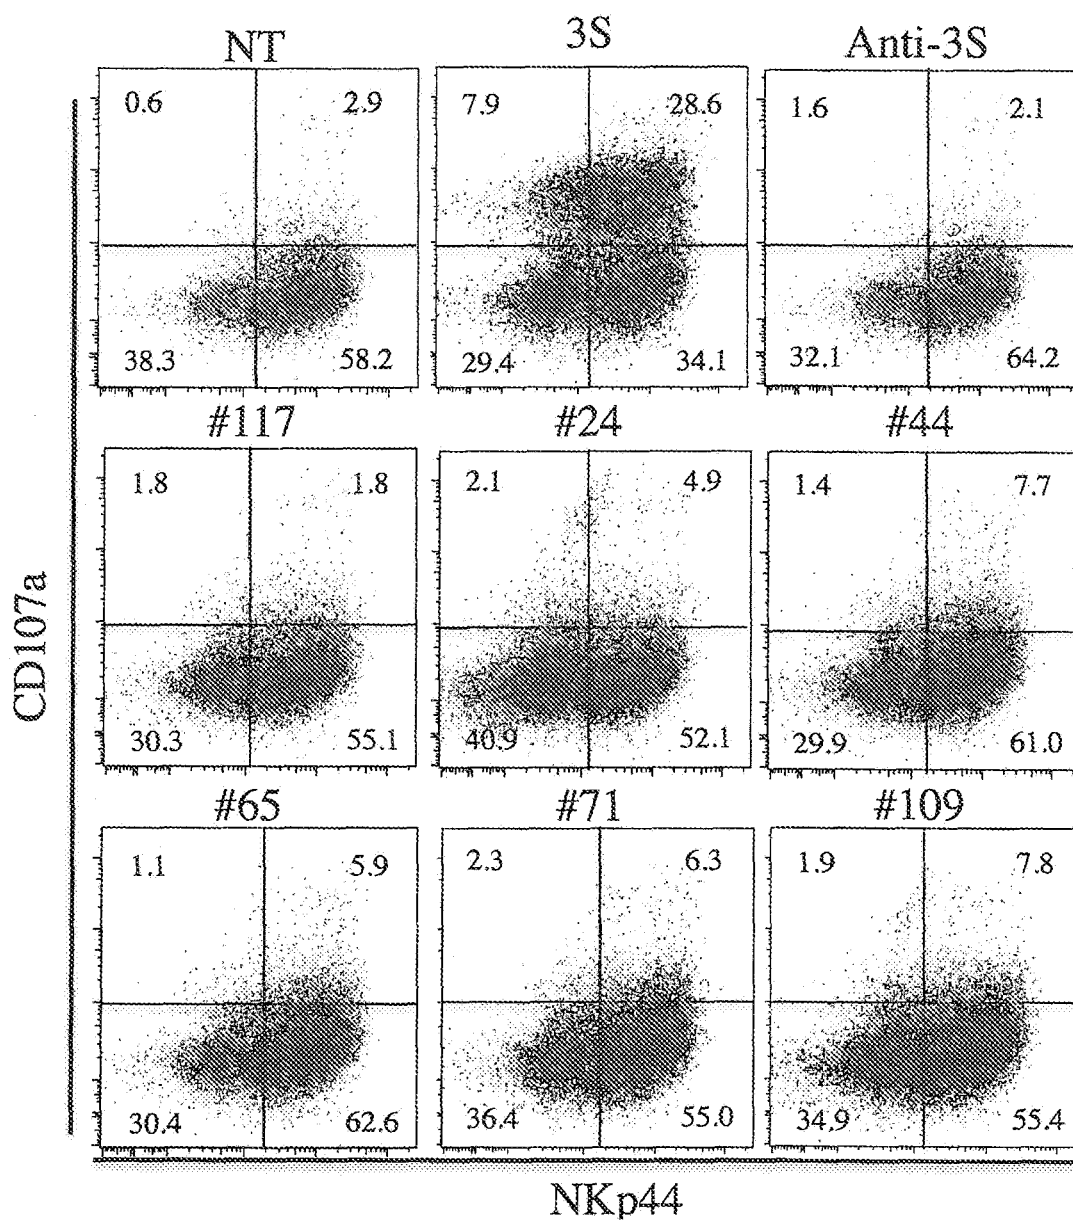 NT 3S Anti-3S
0.6 2.9 7.9 28.6 1.6 2.1
38.3 58.2 29.4 34.1 32.1 64.2
#117 #24 #44
1.8 1.8 2.1 4.9 1.4 7.7
30.3 55.1 40.9 52.1 29.9 61.0
#65 #71 #109
1.1 5.9 2.3 6.3 1.9 7.8
30.4 62.6 36.4 55.0 34.9 55.4
CD107a
NKp44